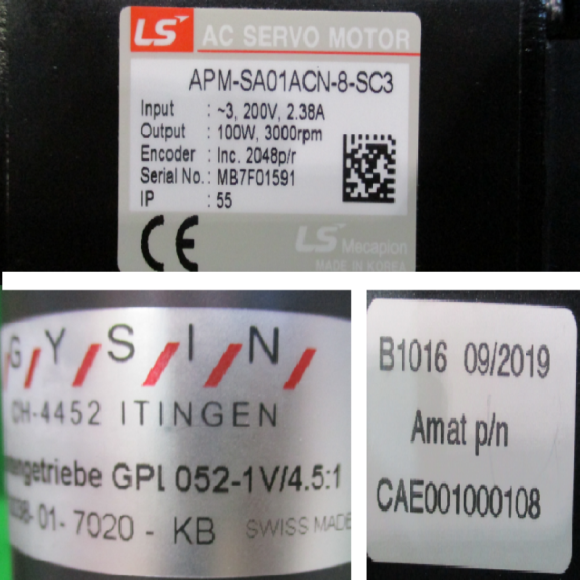 LS AC SERVO MOTOR
APM-SA01ACN-8-SC3
Input : ~3, 200V, 2.38A
Output : 100W, 3000rpm
Encoder : Inc. 2048p/r
Serial No. : MB7F01591
IP : 55
CE
LS Mecapion
MADE IN KOREA
GYSIN
CH-4452 ITINGEN
GPL 052-1V/4.5:1
01-7020 - KB SWISS MADE
B1016 09/2019
Amat p/n
CAE001000108